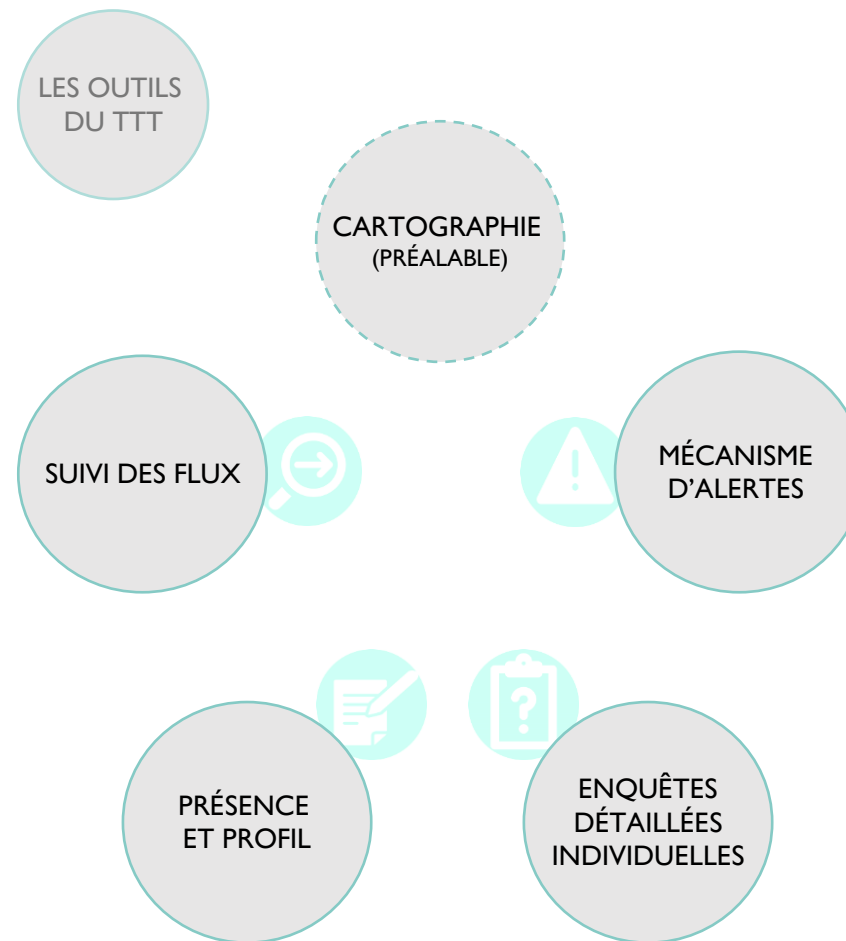 LES OUTILS
DU TTT
CARTOGRAPHIE
(PRÉALABLE)
SUIVI DES FLUX
MÉCANISME
D’ALERTES
PRÉSENCE
ET PROFIL
ENQUÊTES
DÉTAILLÉES
INDIVIDUELLES
?